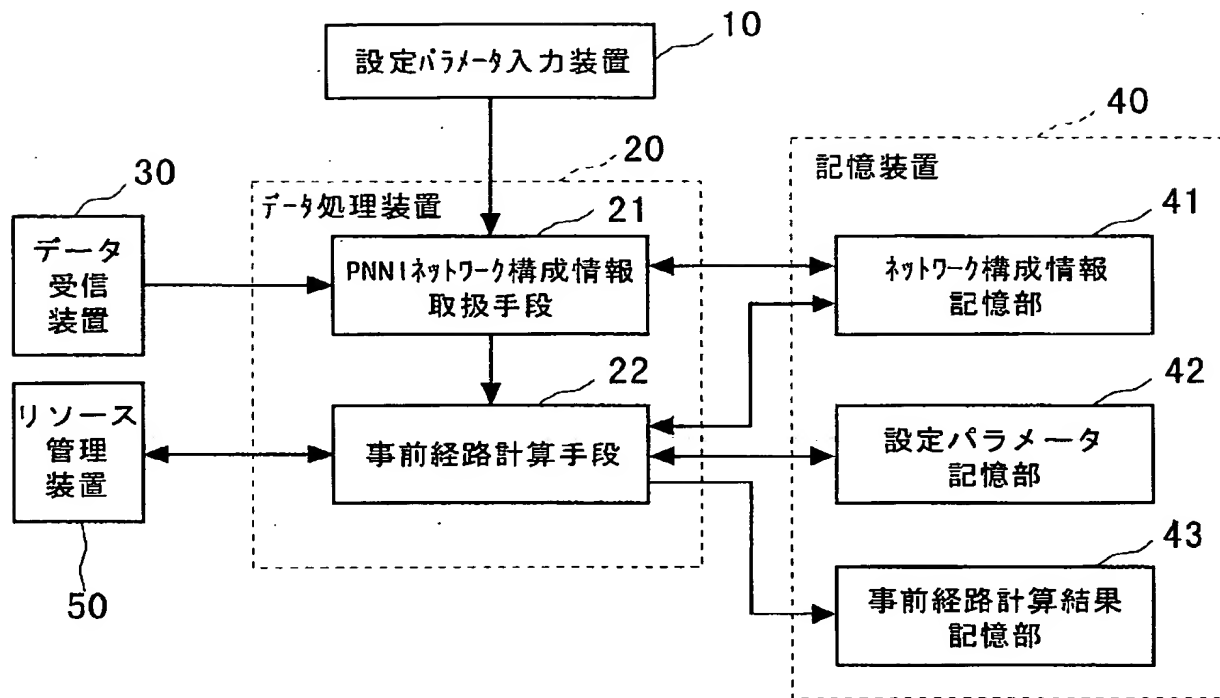 10
設定パラメータ入力装置
40
20
記憶装置
30
データ処理装置
21
41
データ
受信
装置
PNNIネットワーク構成情報
取扱手段
ネットワーク構成情報
記憶部
22
42
リソース
管理
装置
事前経路計算手段
設定パラメータ
記憶部
43
50
事前経路計算結果
記憶部